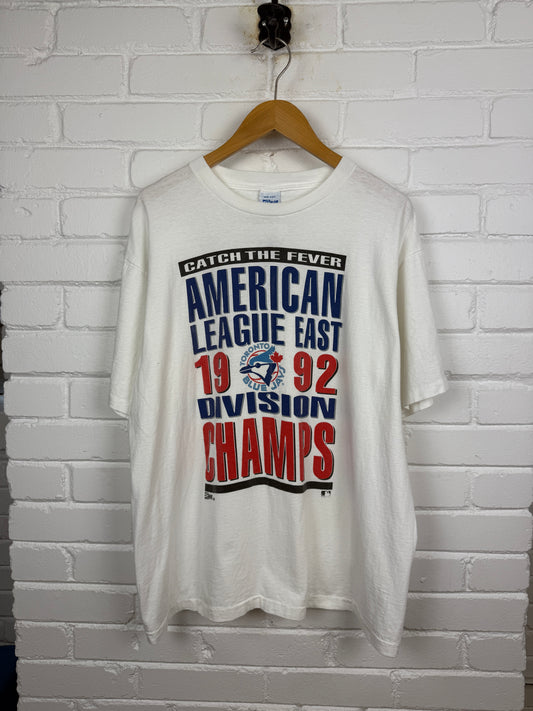 CATCH THE FEVER
AMERICAN
LEAGUE EAST
19 92
TORONTO
BLUE JAYS
DIVISION
CHAMPS